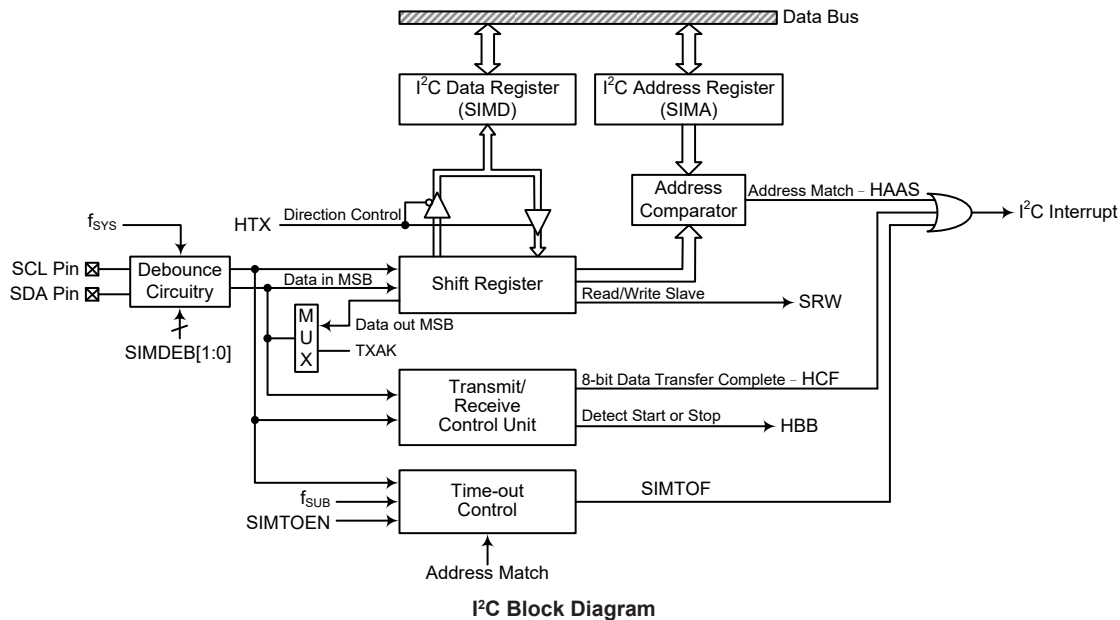 Data Bus
I²C Data Register
(SIMD)
I²C Address Register
(SIMA)
Address
Comparator
Address Match - HAAS
I²C Interrupt
HTX
Direction Control
fSYS
SCL Pin
SDA Pin
Debounce
Circuitry
SIMDEB[1:0]
Data in MSB
Shift Register
Read/Write Slave
SRW
M
U
X
Data out MSB
TXAK
Transmit/
Receive
Control Unit
8-bit Data Transfer Complete - HCF
Detect Start or Stop
HBB
fSUB
SIMTOEN
Time-out
Control
SIMTOF
Address Match
I²C Block Diagram